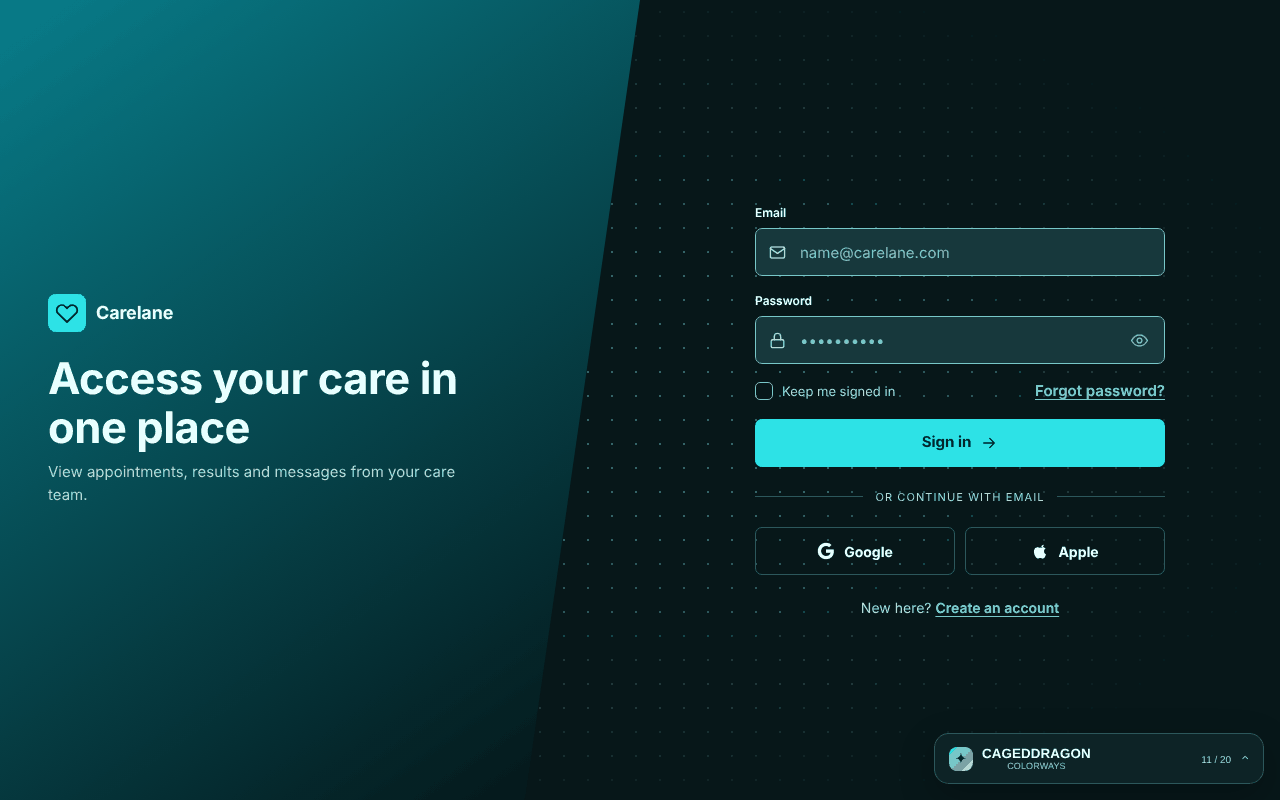 Carelane
Access your care in
one place
View appointments, results and messages from your care
team.
Email
name@carelane.com
Password
Keep me signed in
Forgot password?
Sign in
OR CONTINUE WITH EMAIL
Google
Apple
New here? Create an account
CAGEDDRAGON
COLORWAYS
11 / 20